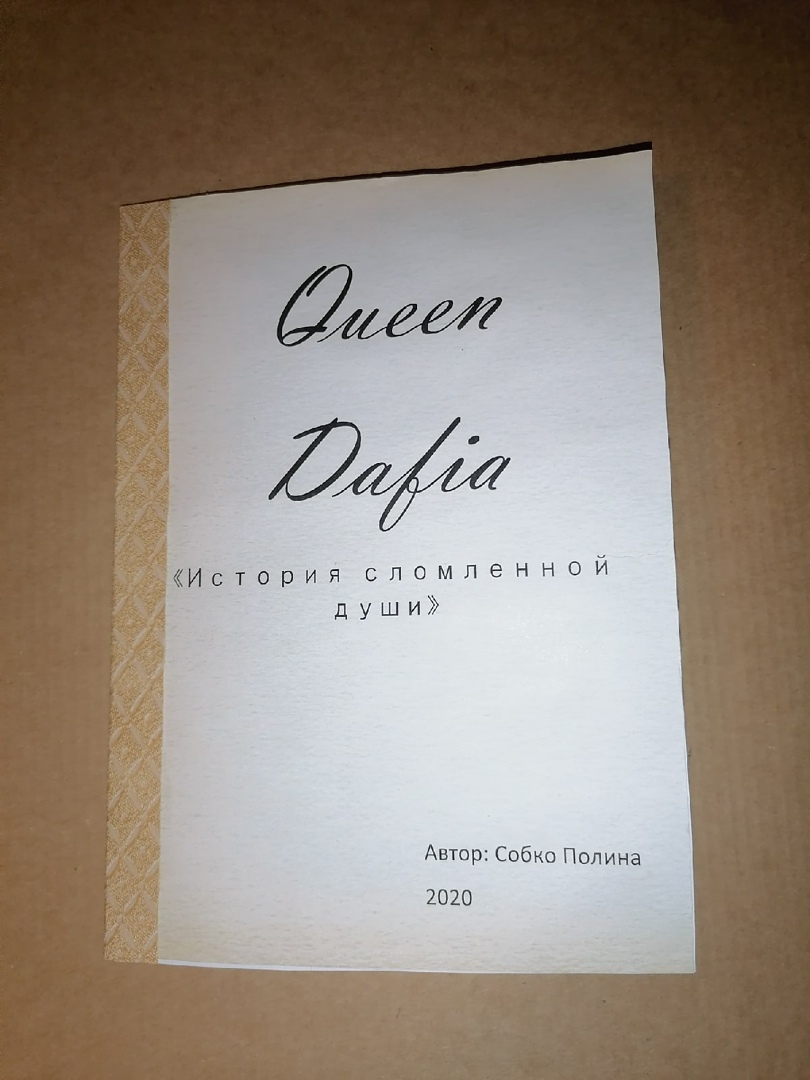 Queen
Dafia
《История сломленной
души》
Автор: Собко Полина
2020